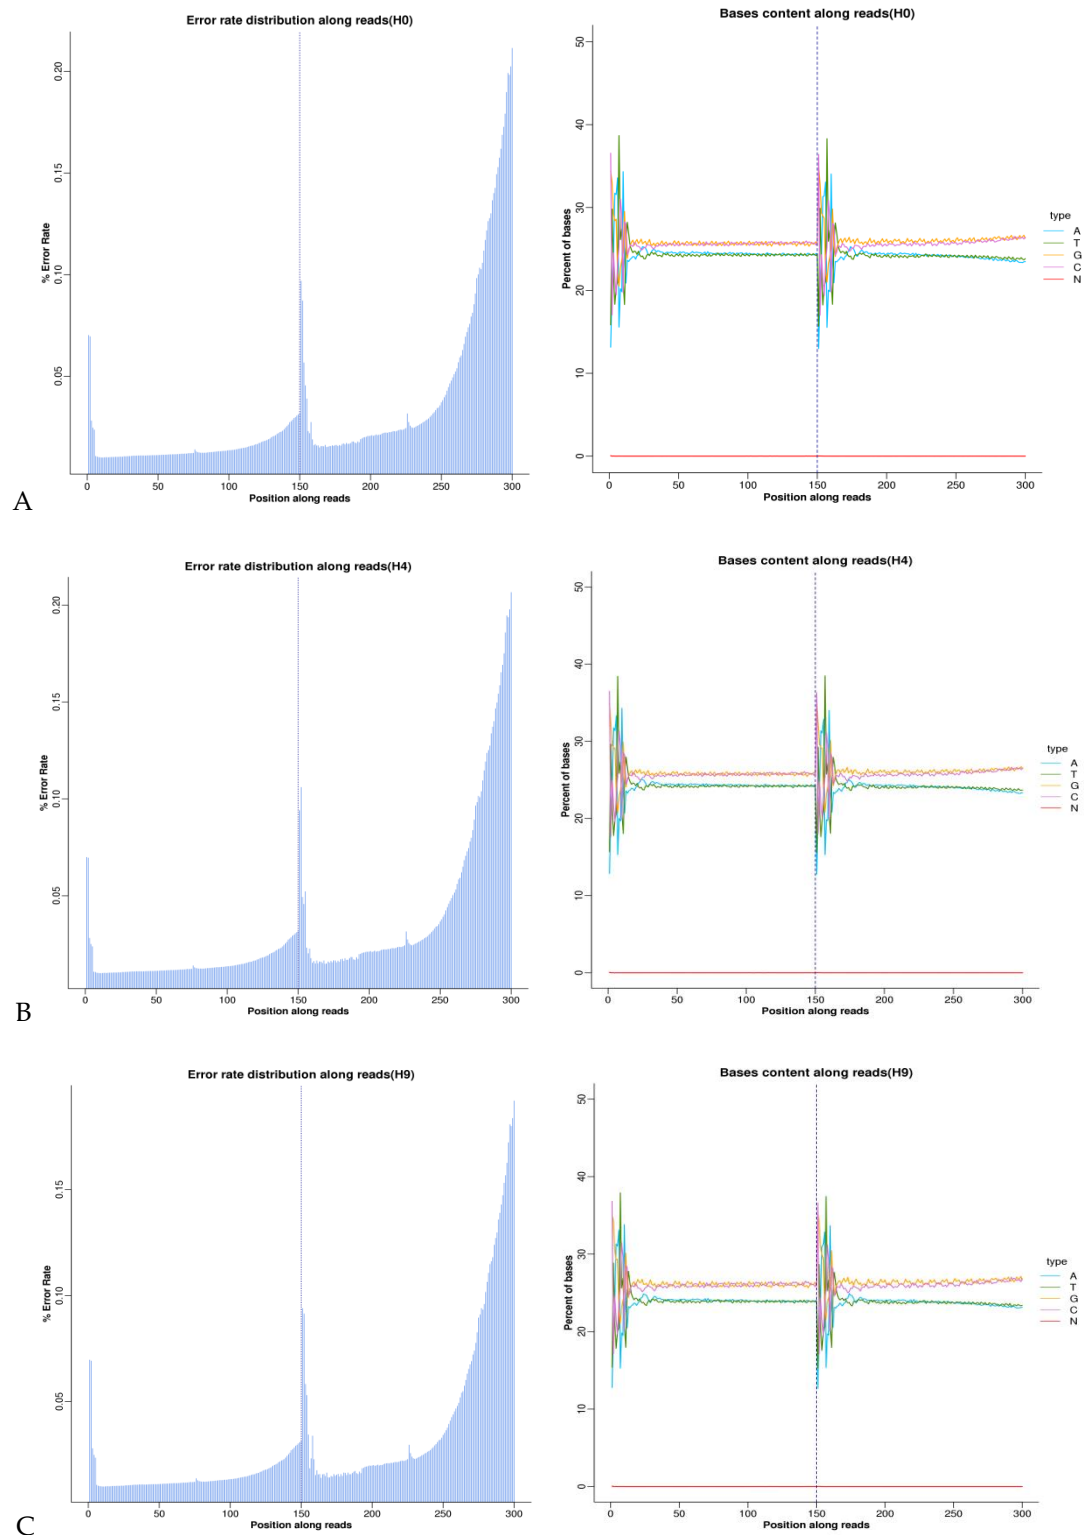 Error rate distribution along reads(H0)
% Error Rate
0.20
0.15
0.10
0.05
0 50 100 150 200 250 300
Position along reads
Bases content along reads(H0)
Percent of bases
50
40
30
20
10
0
0 50 100 150 200 250 300
Position along reads
type
A
T
G
C
N
A
Error rate distribution along reads(H4)
% Error Rate
0.20
0.15
0.10
0.05
0 50 100 150 200 250 300
Position along reads
Bases content along reads(H4)
Percent of bases
50
40
30
20
10
0
0 50 100 150 200 250 300
Position along reads
type
A
T
G
C
N
B
Error rate distribution along reads(H9)
% Error Rate
0.15
0.10
0.05
0 50 100 150 200 250 300
Position along reads
Bases content along reads(H9)
Percent of bases
50
40
30
20
10
0
0 50 100 150 200 250 300
Position along reads
type
A
T
G
C
N
C